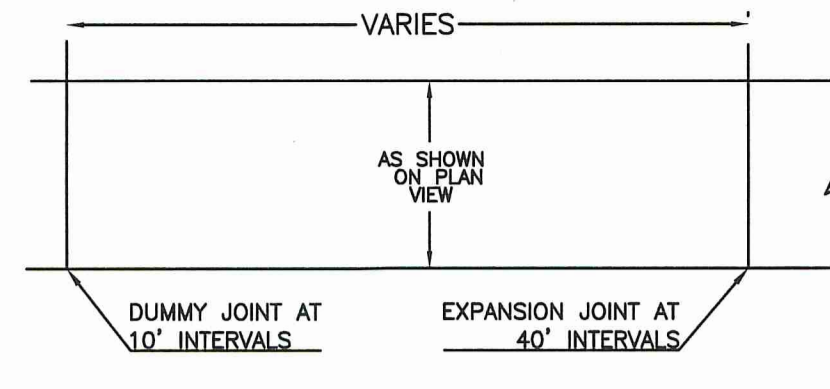 VARIES
AS SHOWN
ON PLAN
VIEW
DUMMY JOINT AT
10' INTERVALS
EXPANSION JOINT AT
40' INTERVALS